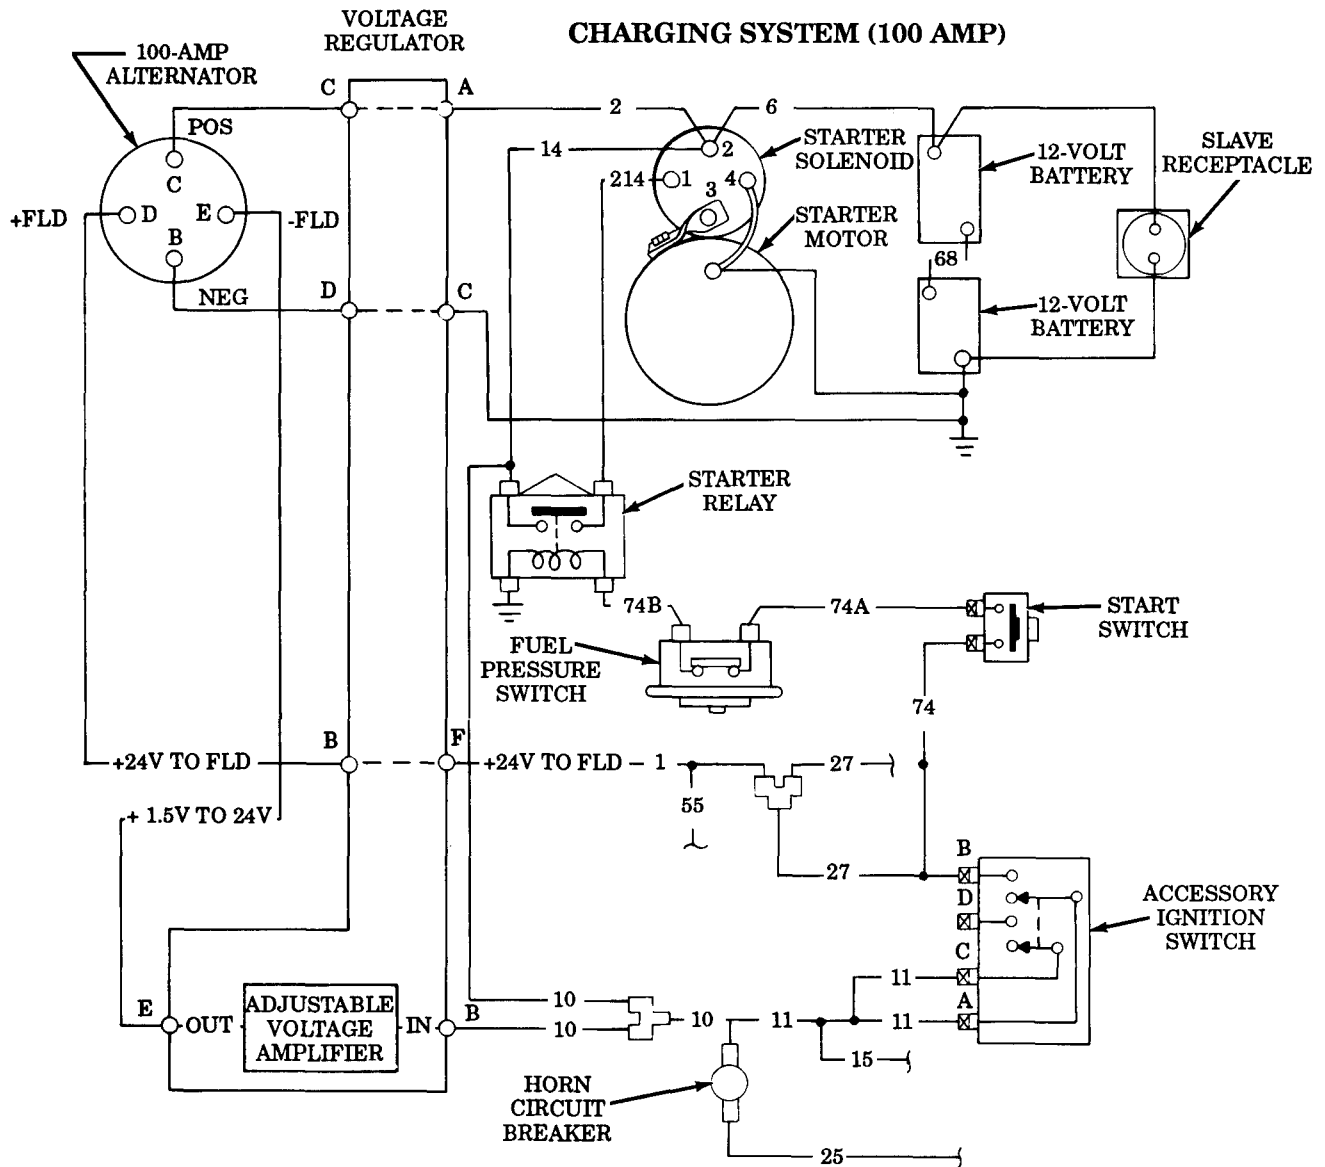 CHARGING SYSTEM (100 AMP)
VOLTAGE
REGULATOR
100-AMP
ALTERNATOR
C
A
POS
C
+FLD
D
E
-FLD
B
NEG
D
C
2
6
14
2
214
1
4
3
STARTER
SOLENOID
STARTER
MOTOR
12-VOLT
BATTERY
68
12-VOLT
BATTERY
SLAVE
RECEPTACLE
STARTER
RELAY
74B
74A
START
SWITCH
FUEL
PRESSURE
SWITCH
74
B
F
+24V TO FLD
+24V TO FLD
1
27
55
+ 1.5V TO 24V
27
B
D
C
A
ACCESSORY
IGNITION
SWITCH
11
11
11
15
10
10
10
E
OUT
ADJUSTABLE
VOLTAGE
AMPLIFIER
IN
B
HORN
CIRCUIT
BREAKER
25